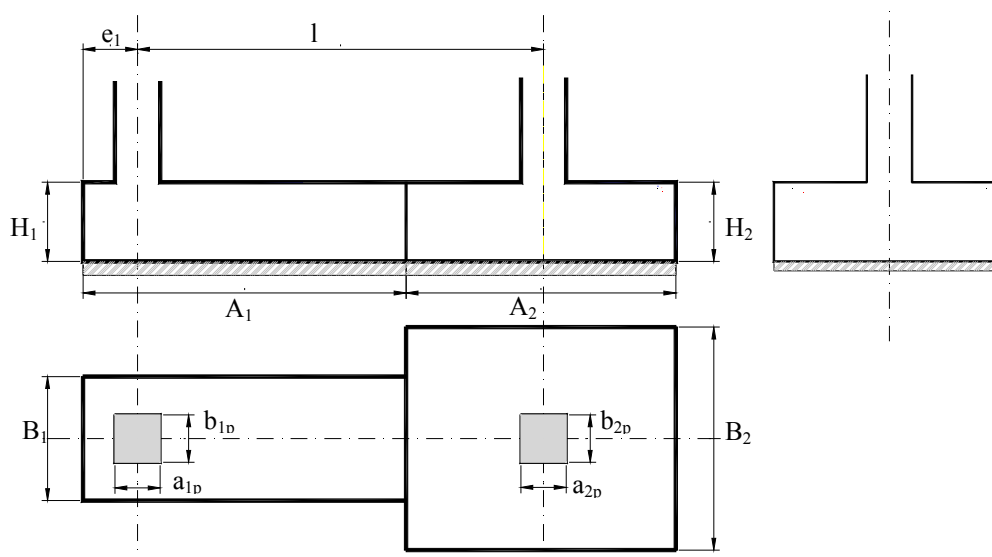 e₁
l
H₁
H₂
A₁
A₂
B₁
b₁ₚ
b₂ₚ
B₂
a₁ₚ
a₂ₚ